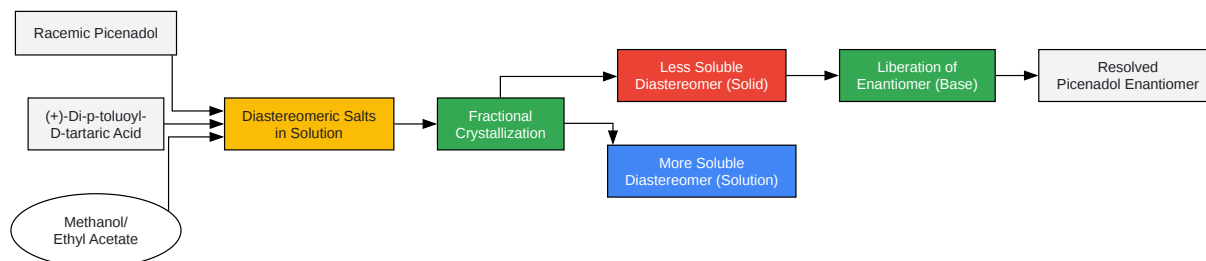 Racemic Picenadol
(+)-Di-p-toluoyl-
D-tartaric Acid
Methanol/
Ethyl Acetate
Diastereomeric Salts
in Solution
Fractional
Crystallization
Less Soluble
Diastereomer (Solid)
More Soluble
Diastereomer (Solution)
Liberation of
Enantiomer (Base)
Resolved
Picenadol Enantiomer